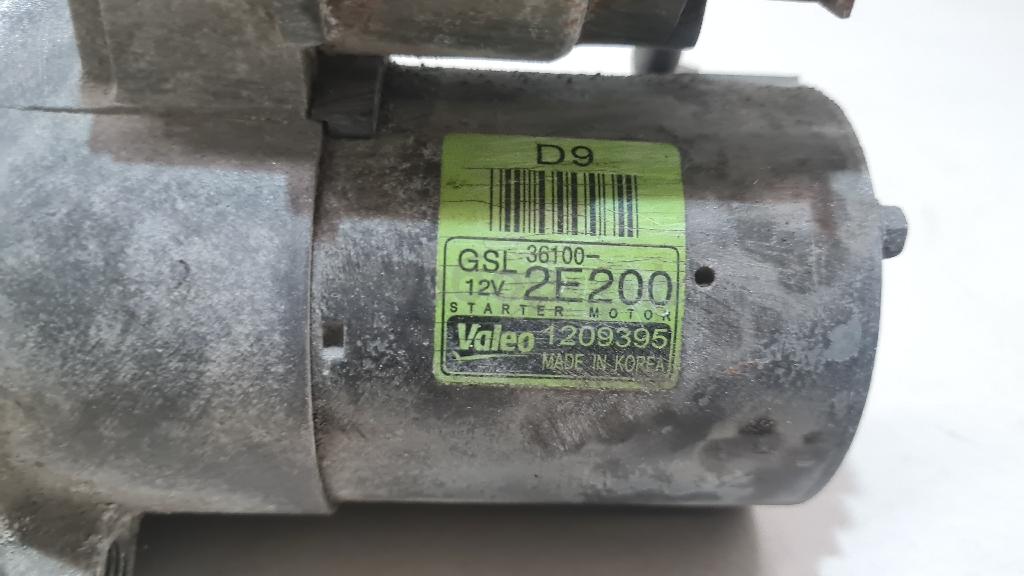 D9
GSL 36100-
12V 2E200
STARTER MOTOR
Valeo 1209395
MADE IN KOREA